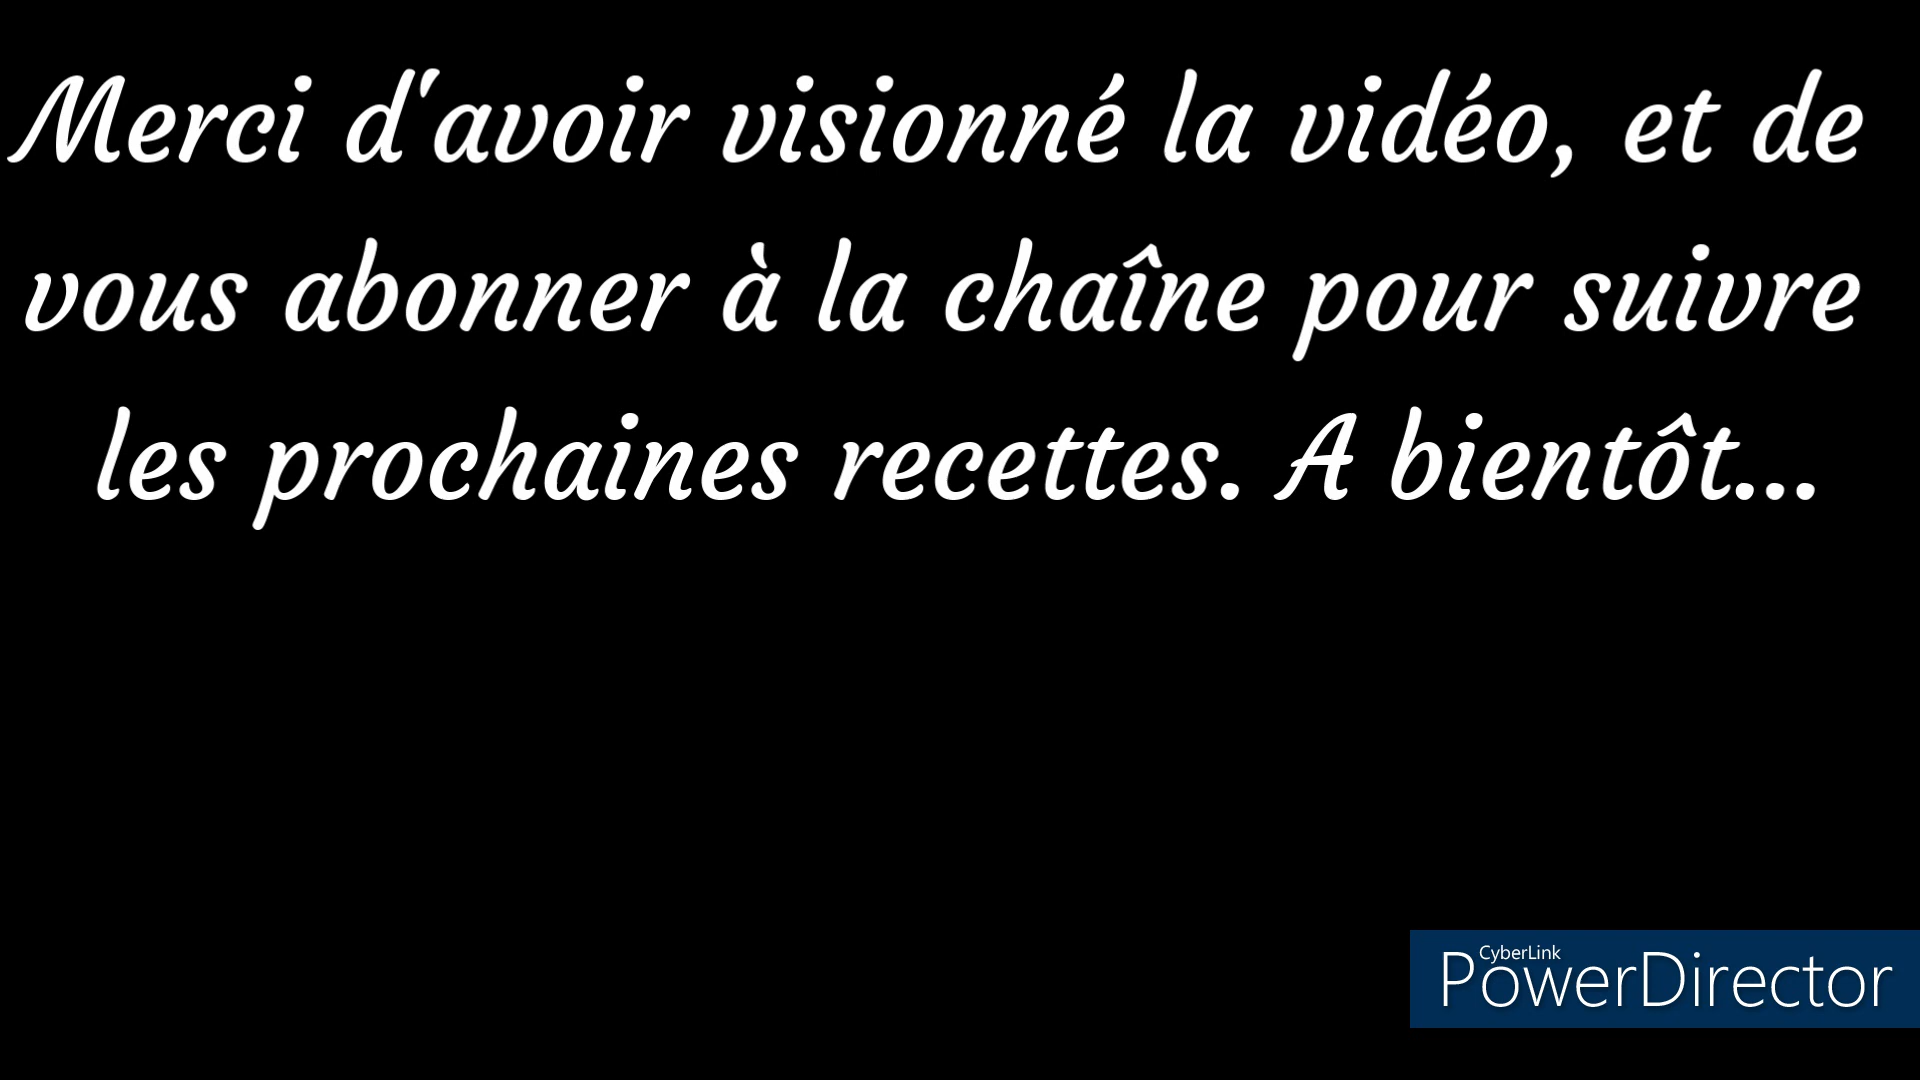 Merci d'avoir visionné la vidéo, et de
vous abonner à la chaîne pour suivre
les prochaines recettes. A bientôt...
CyberLink
PowerDirector